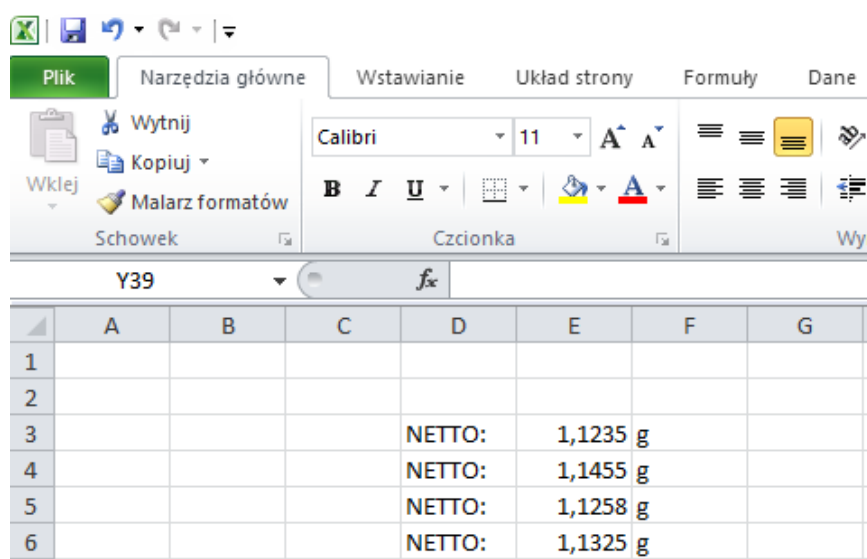 Plik Narzędzia główne Wstawianie Układ strony Formuły Dane
Wytnij
Kopiuj
Malarz formatów
Wklej
Calibri 11 A A
B I U A
Schowek Czcionka Wy
Y39 fx
A B C D E F G
1
2
3 NETTO: 1,1235 g
4 NETTO: 1,1455 g
5 NETTO: 1,1258 g
6 NETTO: 1,1325 g